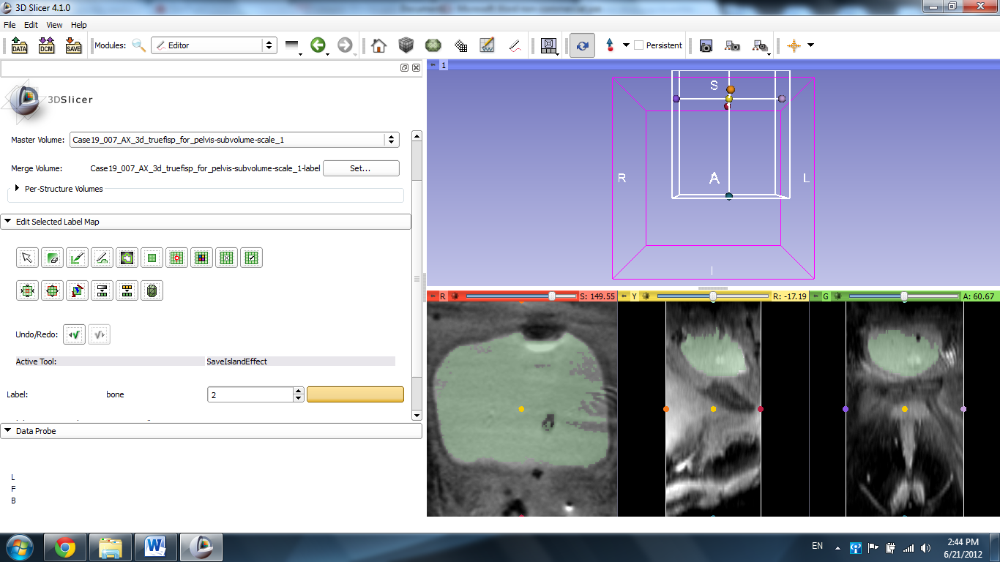 3D Slicer 4.1.0
File Edit View Help
DATA DCM SAVE Modules: Editor Persistent
1
3DSlicer
Master Volume: Case19_007_AX_3d_truefisp_for_pelvis-subvolume-scale_1
Merge Volume: Case19_007_AX_3d_truefisp_for_pelvis-subvolume-scale_1-label Set...
Per-Structure Volumes
Edit Selected Label Map
Undo/Redo:
Active Tool: SaveIslandEffect
Label: bone 2
Data Probe
L
F
B
S
R A L
I
R S: 149.55 Y R: -17.19 G A: 60.67
EN 2:44 PM
6/21/2012